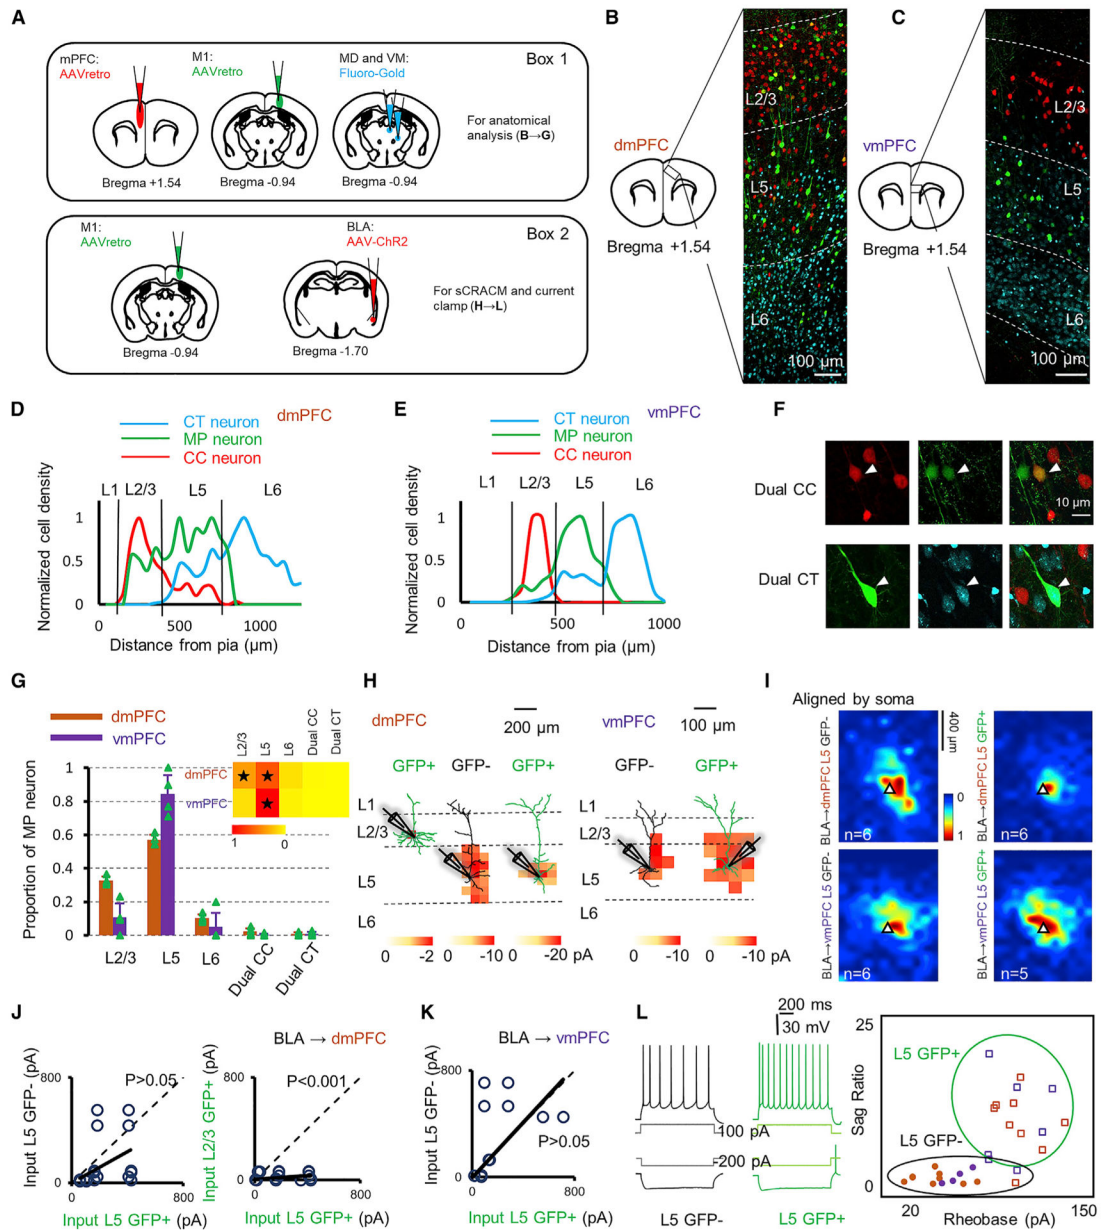 A
Box 1
mPFC:
AAVretro
M1:
AAVretro
MD and VM:
Fluoro-Gold
For anatomical
analysis (B→G)
Bregma +1.54
Bregma -0.94
Bregma -0.94
Box 2
M1:
AAVretro
BLA:
AAV-ChR2
For sCRACM and current
clamp (H→L)
Bregma -0.94
Bregma -1.70
B
dmPFC
Bregma +1.54
L2/3
L5
L6
100 µm
C
vmPFC
Bregma +1.54
L2/3
L5
L6
100 µm
D
CT neuron
MP neuron
CC neuron
dmPFC
Normalized cell density
L1 L2/3 L5 L6
1
0.5
0
0 500 1000
Distance from pia (µm)
E
CT neuron
MP neuron
CC neuron
vmPFC
Normalized cell density
L1 L2/3 L5 L6
1
0.5
0
0 500 1000
Distance from pia (µm)
F
Dual CC
10 µm
Dual CT
G
dmPFC
vmPFC
Proportion of MP neuron
1
0.8
0.6
0.4
0.2
0
L2/3 L5 L6 Dual CC Dual CT
L2/3 L5 L6 Dual CC Dual CT
dmPFC
vmPFC
1 0
H
dmPFC
200 µm
vmPFC
100 µm
GFP+ GFP- GFP+
GFP- GFP+
L1
L2/3
L5
L6
L1
L2/3
L5
L6
0 -2 0 -10 0 -20 pA
0 -10 0 -10 pA
I
Aligned by soma
400 µm
BLA→dmPFC L5 GFP-
n=6
0
1
BLA→dmPFC L5 GFP+
n=6
BLA→vmPFC L5 GFP-
n=6
BLA→vmPFC L5 GFP+
n=5
J
BLA → dmPFC
Input L5 GFP- (pA)
800
0
P>0.05
800
Input L5 GFP+ (pA)
Input L2/3 GFP+ (pA)
800
0
P<0.001
0
800
Input L5 GFP+ (pA)
K
BLA → vmPFC
Input L5 GFP- (pA)
800
0
P>0.05
0
800
Input L5 GFP+ (pA)
L
200 ms
30 mV
100 pA
-200 pA
L5 GFP-
L5 GFP+
Sag Ratio
25
0
L5 GFP+
L5 GFP-
20
150
Rheobase (pA)